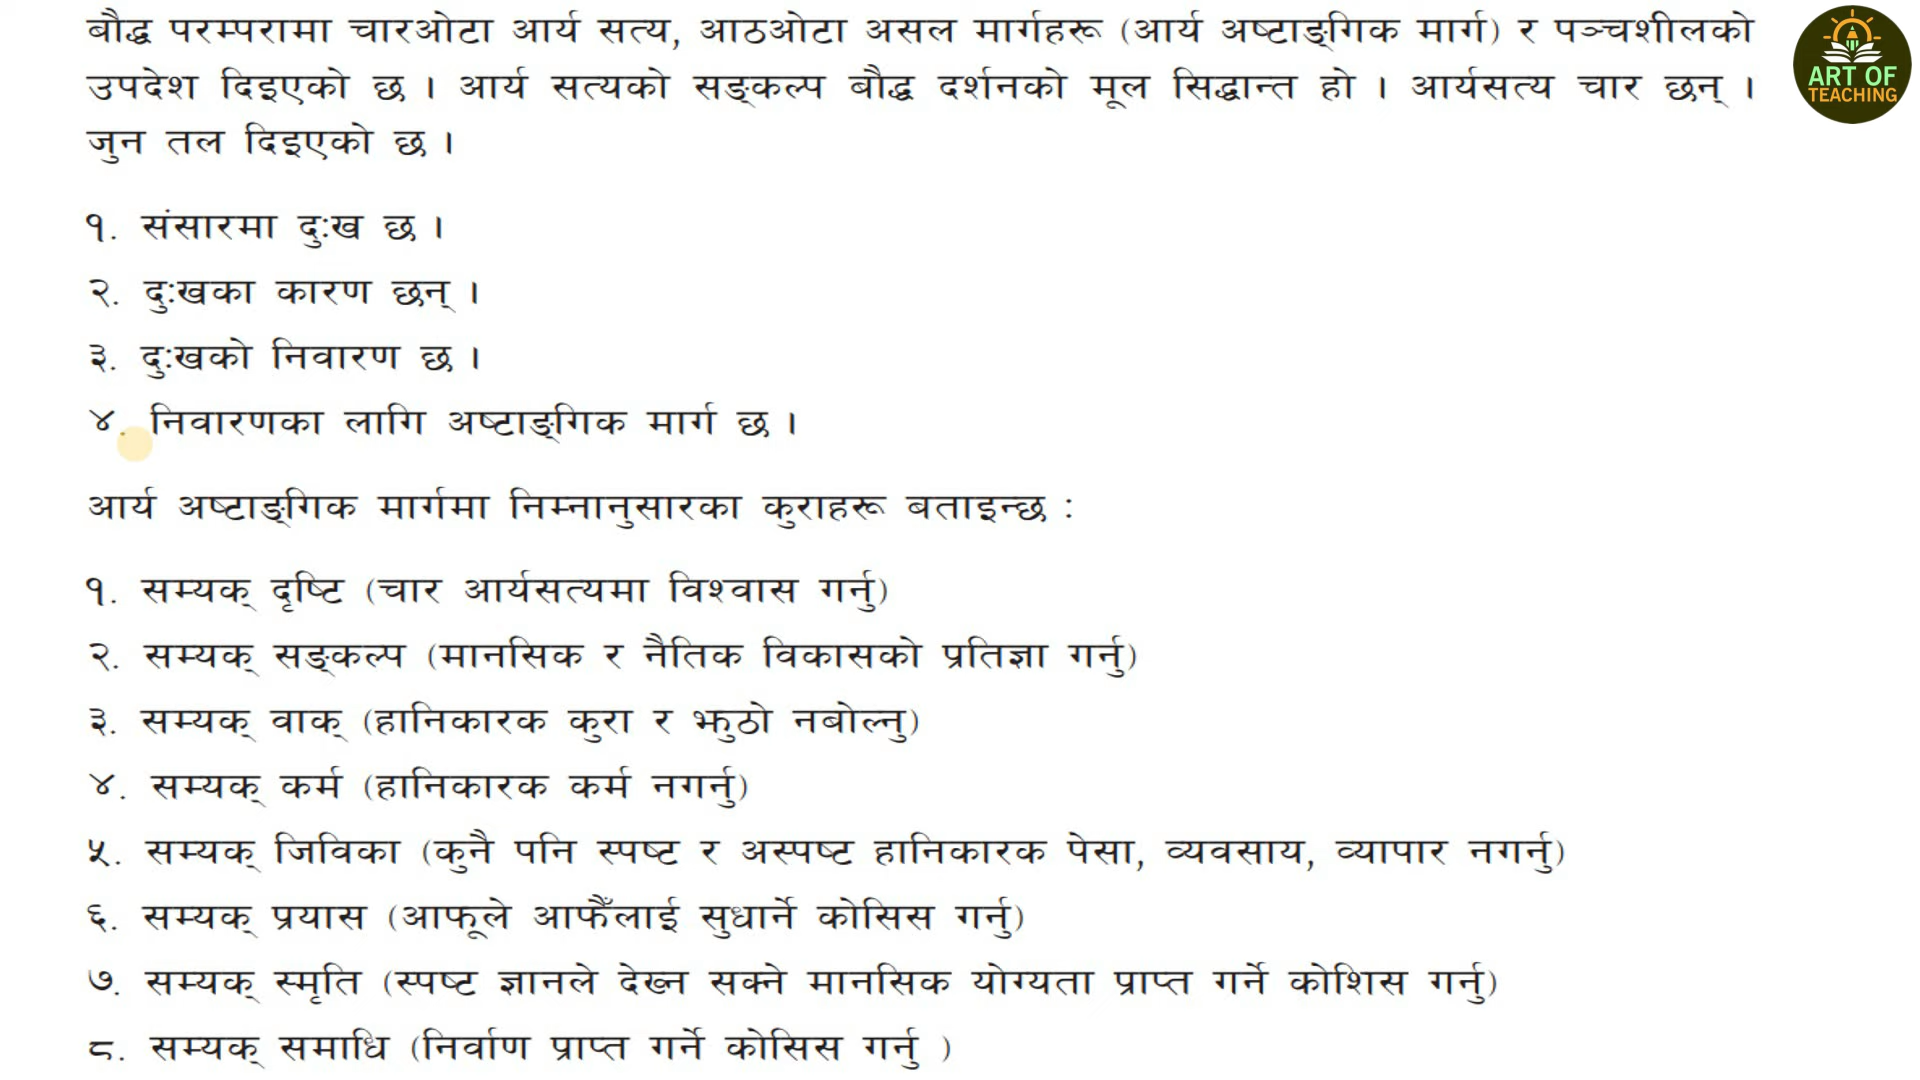 बौद्ध परम्परामा चारओटा आर्य सत्य, आठओटा असल मार्गहरू (आर्य अष्टाङ्गिक मार्ग) र पञ्चशीलको
उपदेश दिइएको छ । आर्य सत्यको सङ्कल्प बौद्ध दर्शनको मूल सिद्धान्त हो । आर्यसत्य चार छन् ।
जुन तल दिइएको छ ।
१. संसारमा दुःख छ ।
२. दुःखका कारण छन् ।
३. दुःखको निवारण छ ।
४. निवारणका लागि अष्टाङ्गिक मार्ग छ ।
आर्य अष्टाङ्गिक मार्गमा निम्नानुसारका कुराहरू बताइन्छ :
१. सम्यक् दृष्टि (चार आर्यसत्यमा विश्वास गर्नु)
२. सम्यक् सङ्कल्प (मानसिक र नैतिक विकासको प्रतिज्ञा गर्नु)
३. सम्यक् वाक् (हानिकारक कुरा र झुठो नबोल्नु)
४. सम्यक् कर्म (हानिकारक कर्म नगर्नु)
५. सम्यक् जिविका (कुनै पनि स्पष्ट र अस्पष्ट हानिकारक पेसा, व्यवसाय, व्यापार नगर्नु)
६. सम्यक् प्रयास (आफूले आफैँलाई सुधार्ने कोसिस गर्नु)
७. सम्यक् स्मृति (स्पष्ट ज्ञानले देख्न सक्ने मानसिक योग्यता प्राप्त गर्ने कोशिस गर्नु)
८. सम्यक् समाधि (निर्वाण प्राप्त गर्ने कोसिस गर्नु )
ART OF
TEACHING